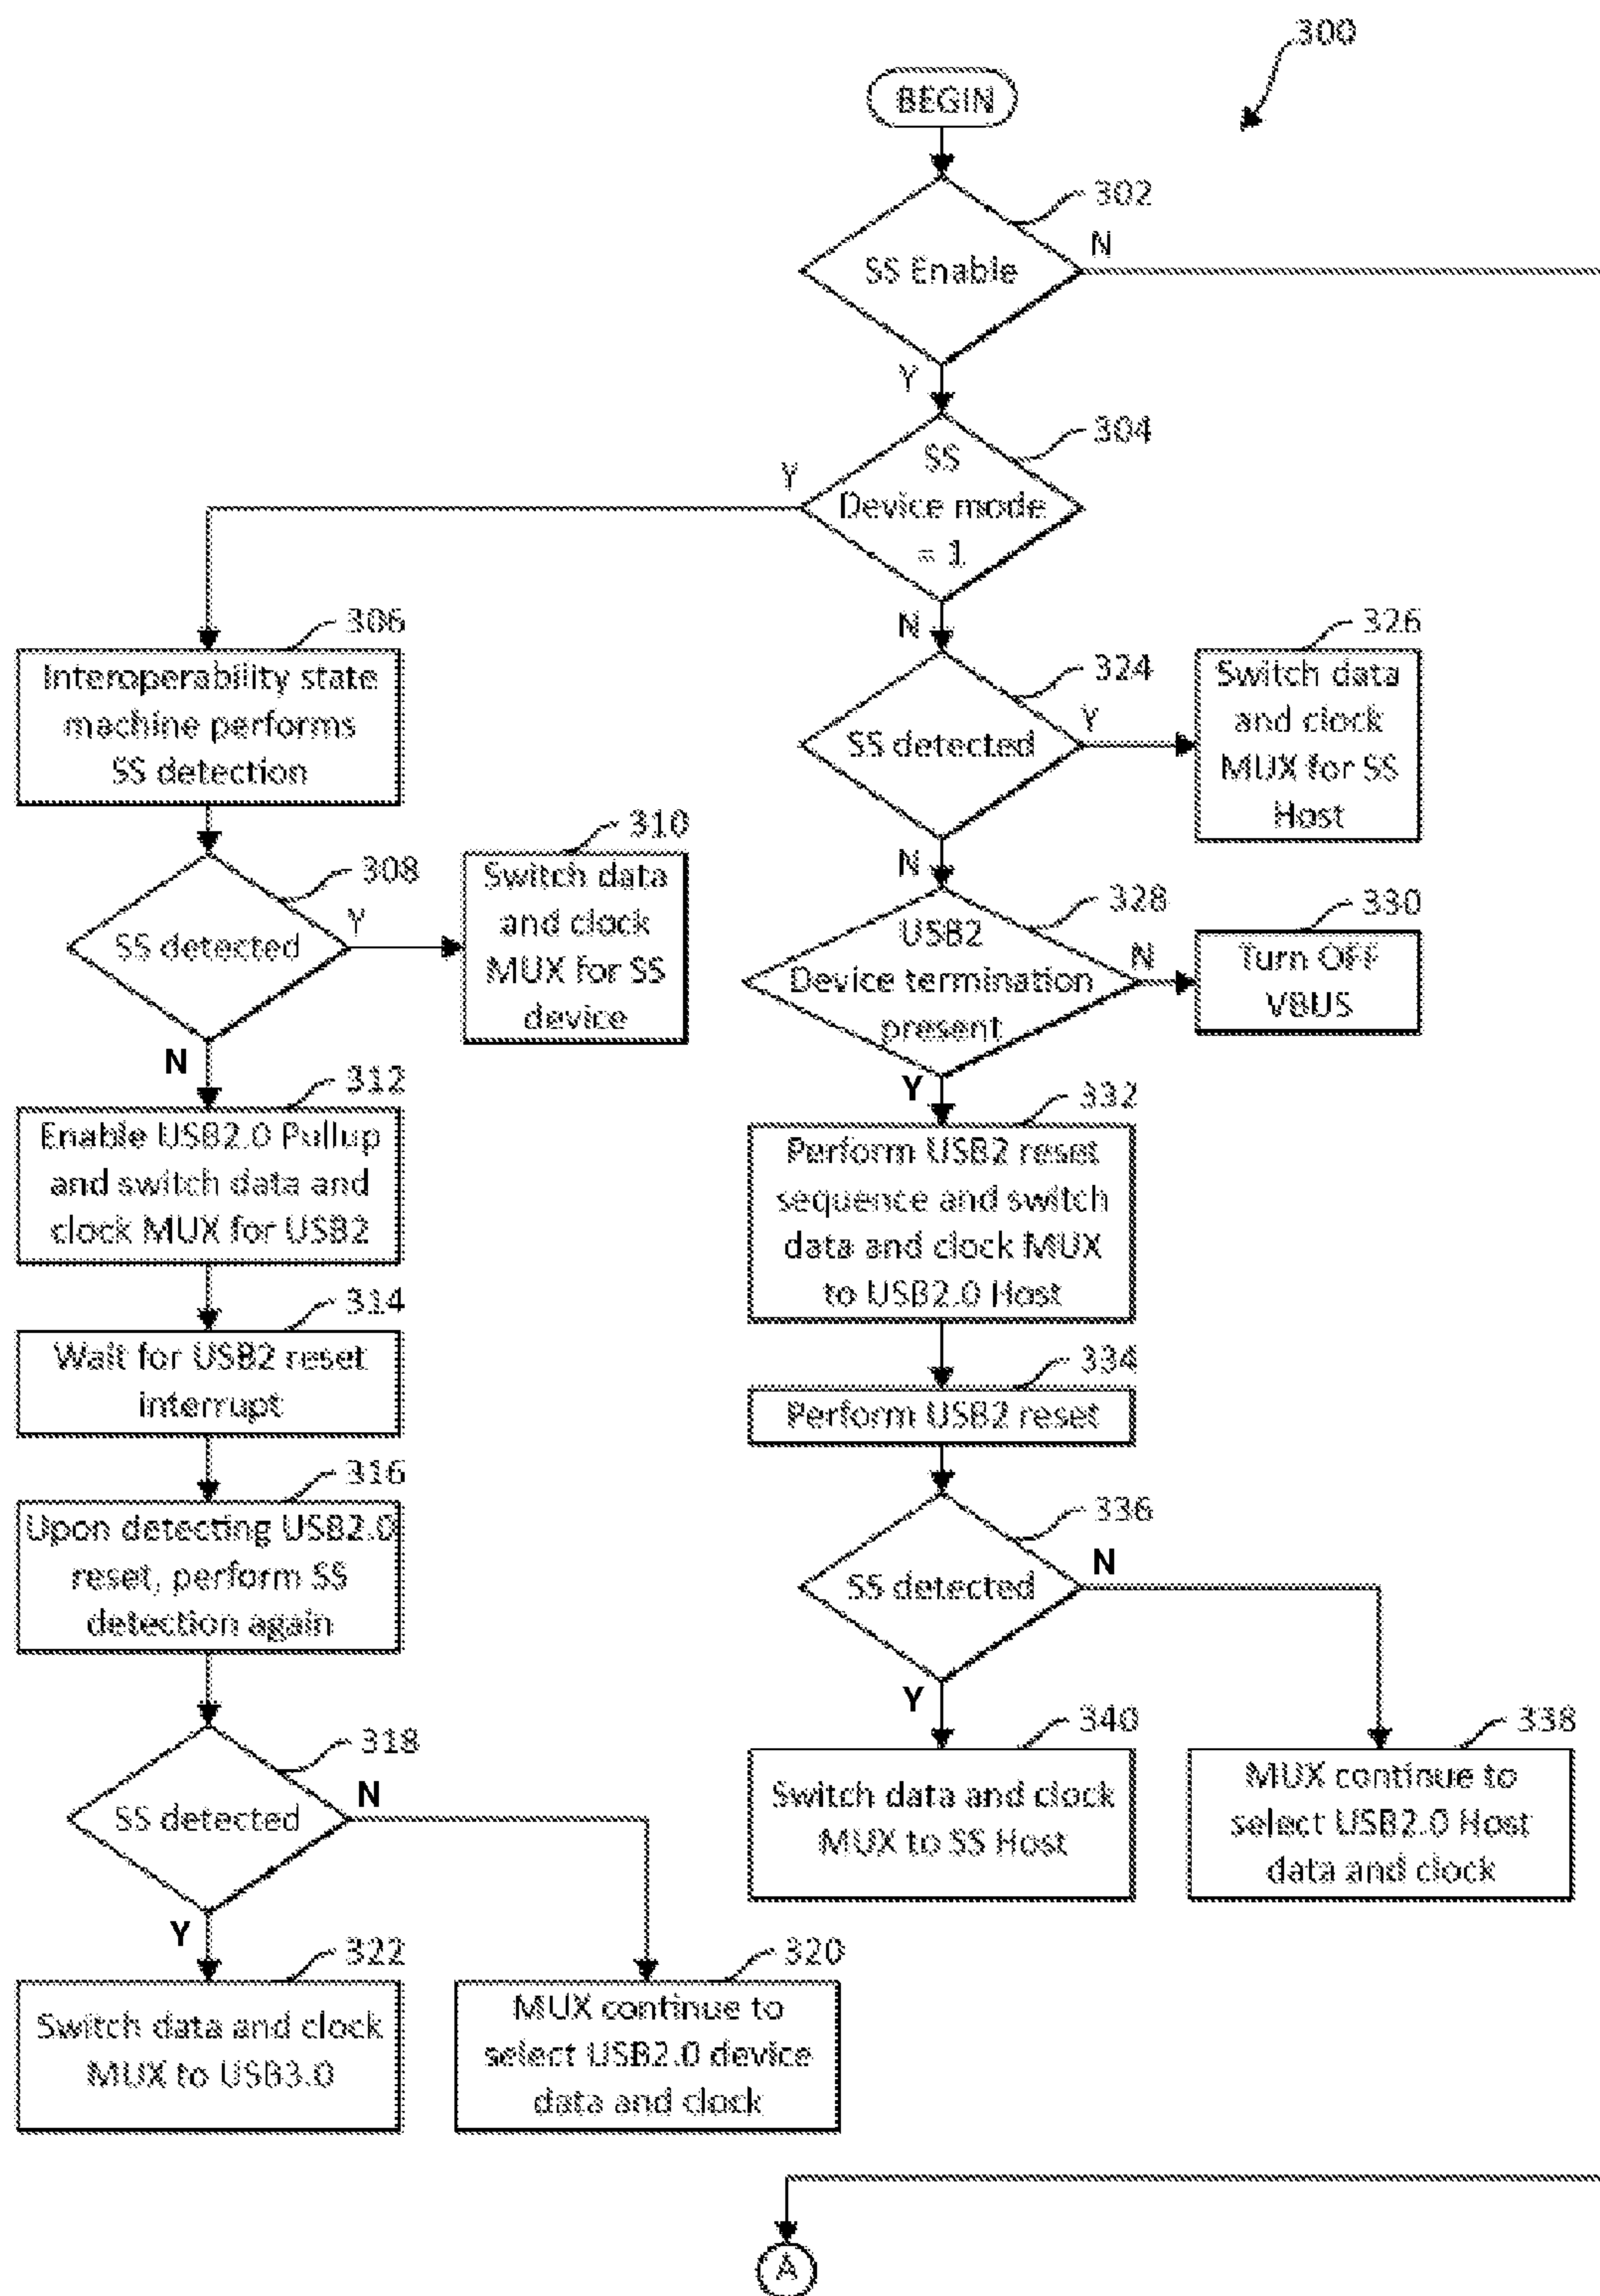 300
BEGIN
302
SS Enable
N
Y
304
SS
Device mode
= 1
Y
N
306
Interoperability state
machine performs
SS detection
308
SS detected
Y
310
Switch data
and clock
MUX for SS
device
N
312
Enable USB2.0 Pullup
and switch data and
clock MUX for USB2
314
Wait for USB2 reset
interrupt
316
Upon detecting USB2.0
reset, perform SS
detection again
318
SS detected
N
Y
322
Switch data and clock
MUX to USB3.0
320
MUX continue to
select USB2.0 device
data and clock
324
SS detected
Y
326
Switch data
and clock
MUX for SS
Host
N
328
USB2
Device termination
present
N
330
Turn OFF
VBUS
Y
332
Perform USB2 reset
sequence and switch
data and clock MUX
to USB2.0 Host
334
Perform USB2 reset
336
SS detected
N
Y
340
Switch data and clock
MUX to SS Host
338
MUX continue to
select USB2.0 Host
data and clock
A